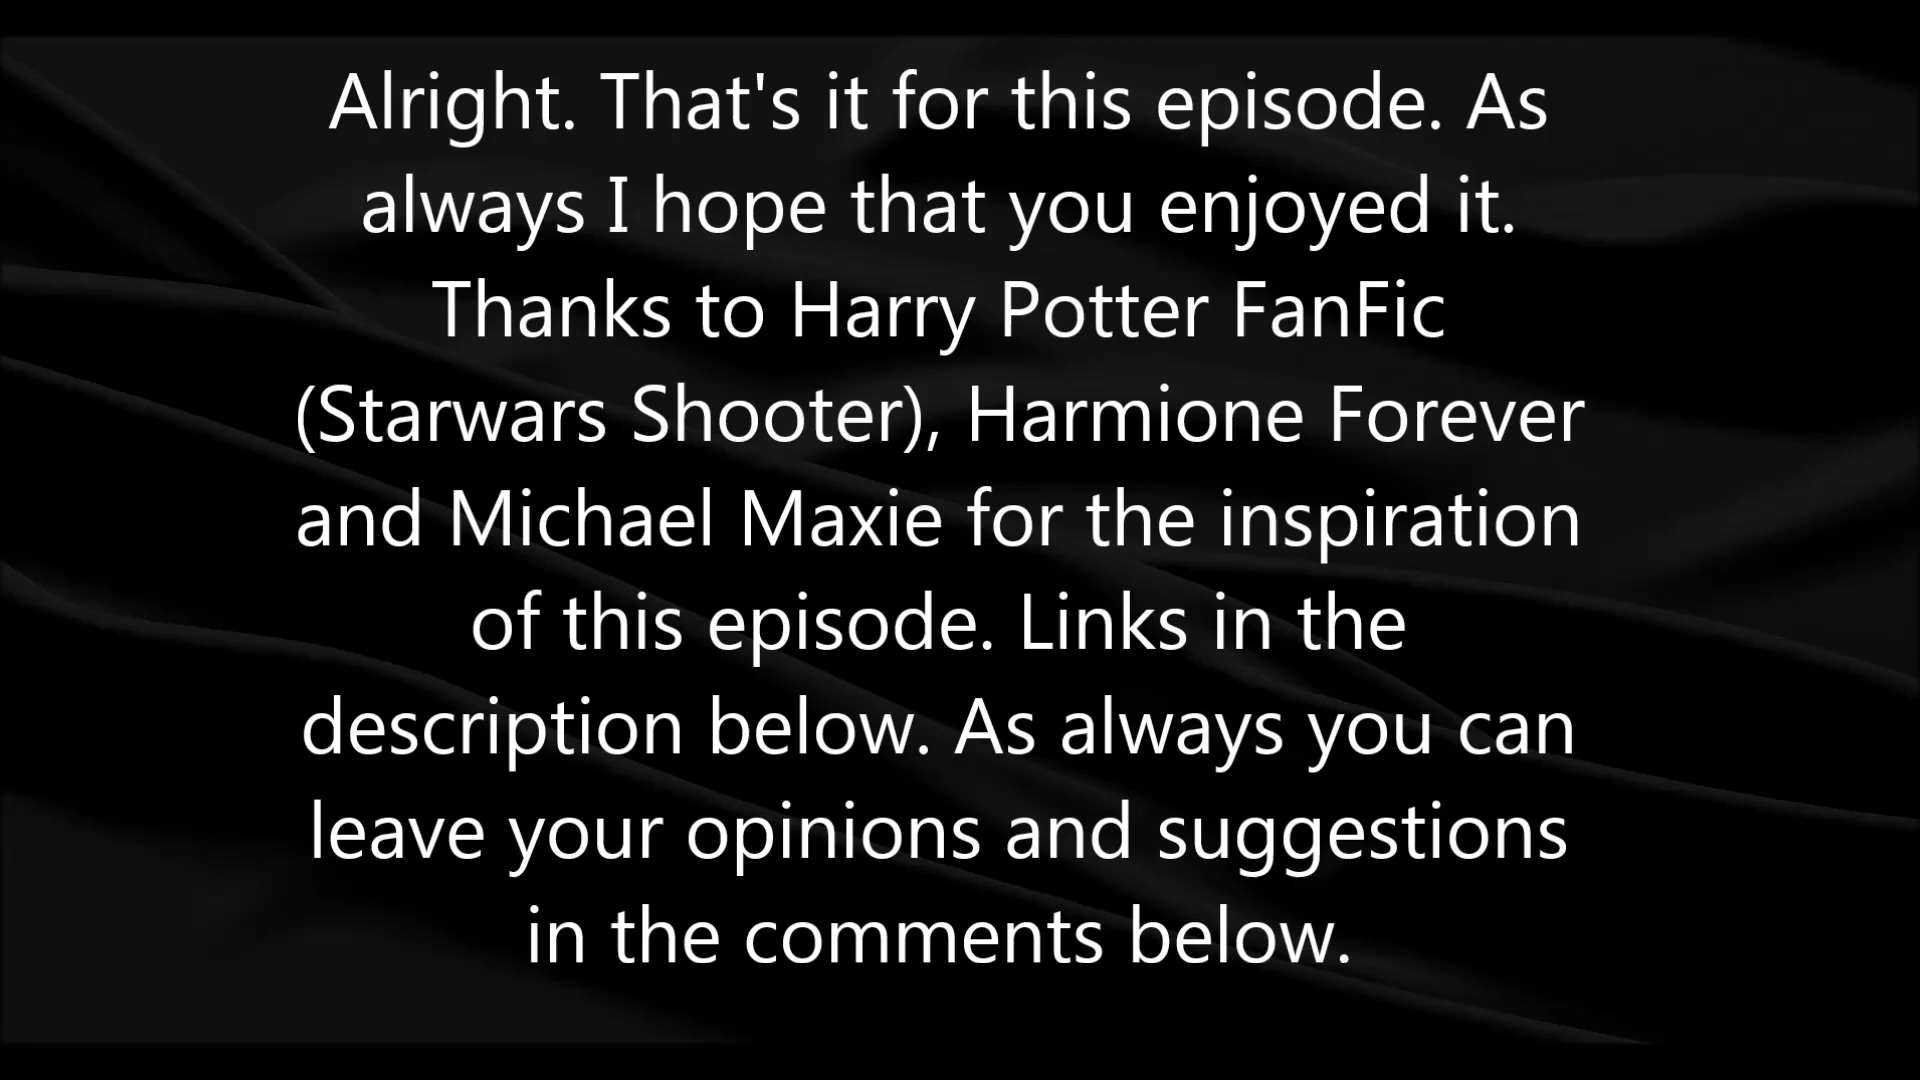 Alright. That's it for this episode. As
always I hope that you enjoyed it.
Thanks to Harry Potter FanFic
(Starwars Shooter), Harmione Forever
and Michael Maxie for the inspiration
of this episode. Links in the
description below. As always you can
leave your opinions and suggestions
in the comments below.